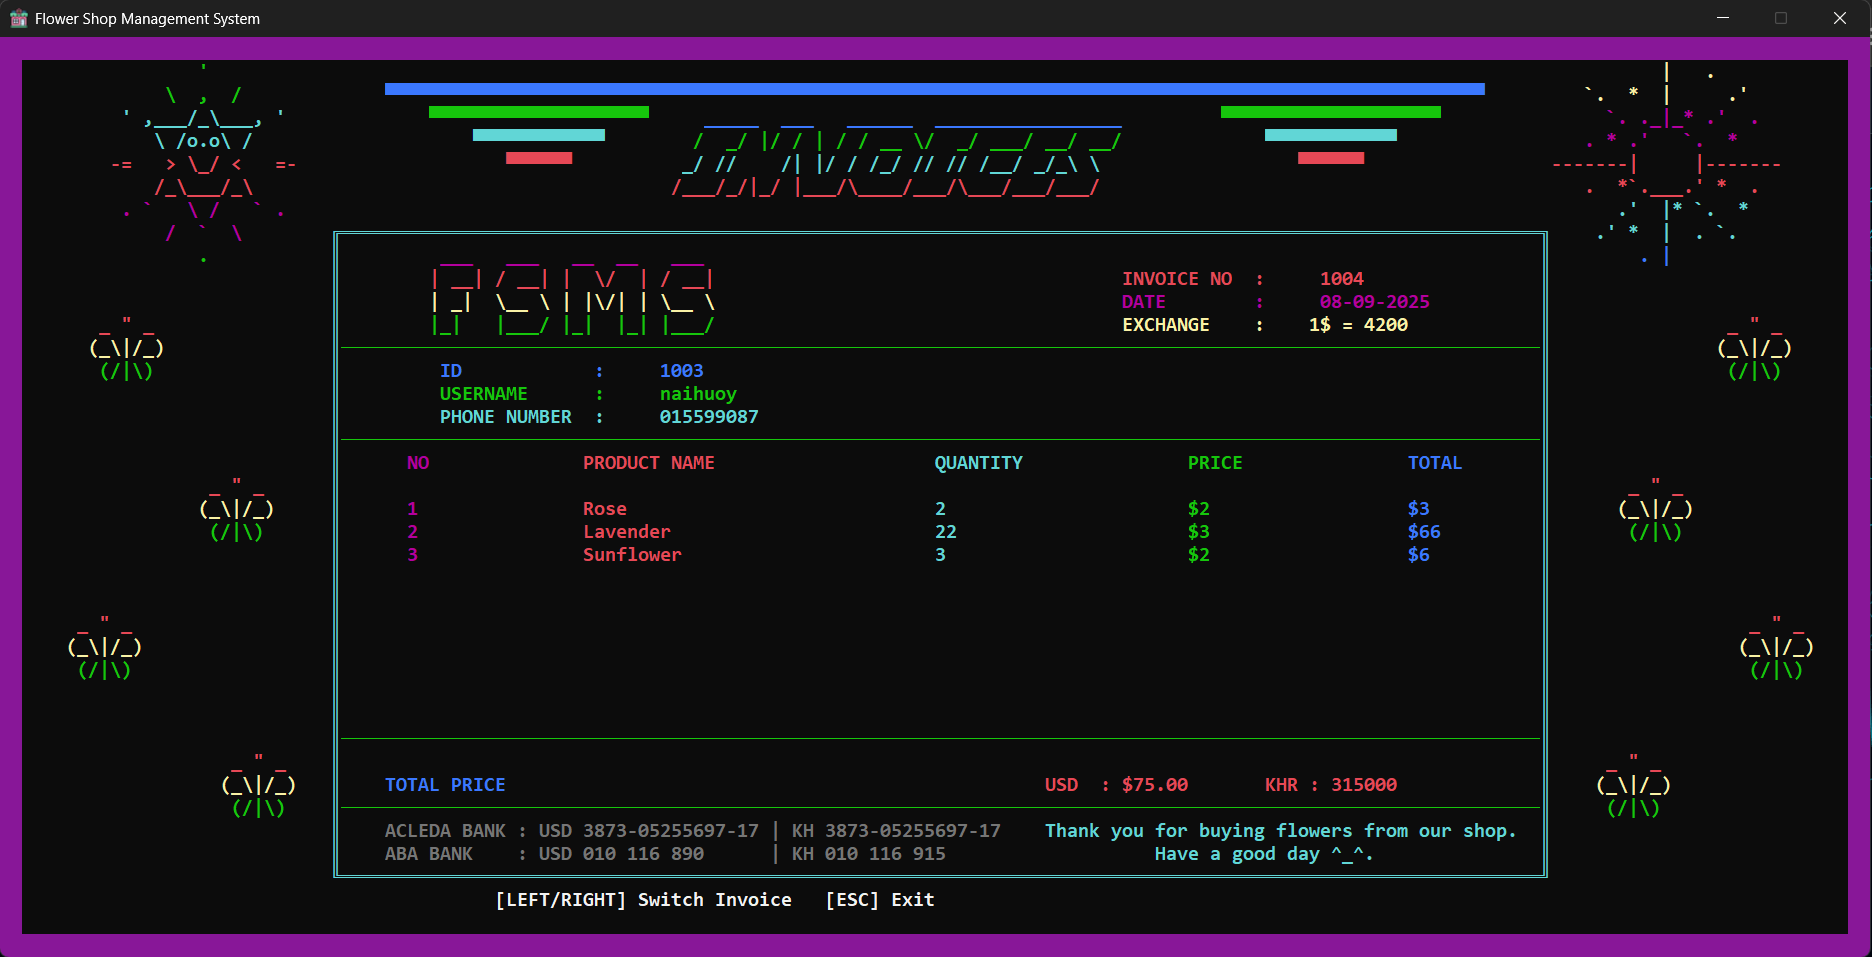 Flower Shop Management System
INVOICES
FSMS
INVOICE NO : 1004
DATE : 08-09-2025
EXCHANGE : 1$ = 4200
ID : 1003
USERNAME : naihuoy
PHONE NUMBER : 015599087
NO PRODUCT NAME QUANTITY PRICE TOTAL
1 Rose 2 $2 $3
2 Lavender 22 $3 $66
3 Sunflower 3 $2 $6
TOTAL PRICE USD : $75.00 KHR : 315000
ACLEDA BANK : USD 3873-05255697-17 | KH 3873-05255697-17
ABA BANK : USD 010 116 890 | KH 010 116 915
Thank you for buying flowers from our shop.
Have a good day ^_^.
[LEFT/RIGHT] Switch Invoice [ESC] Exit